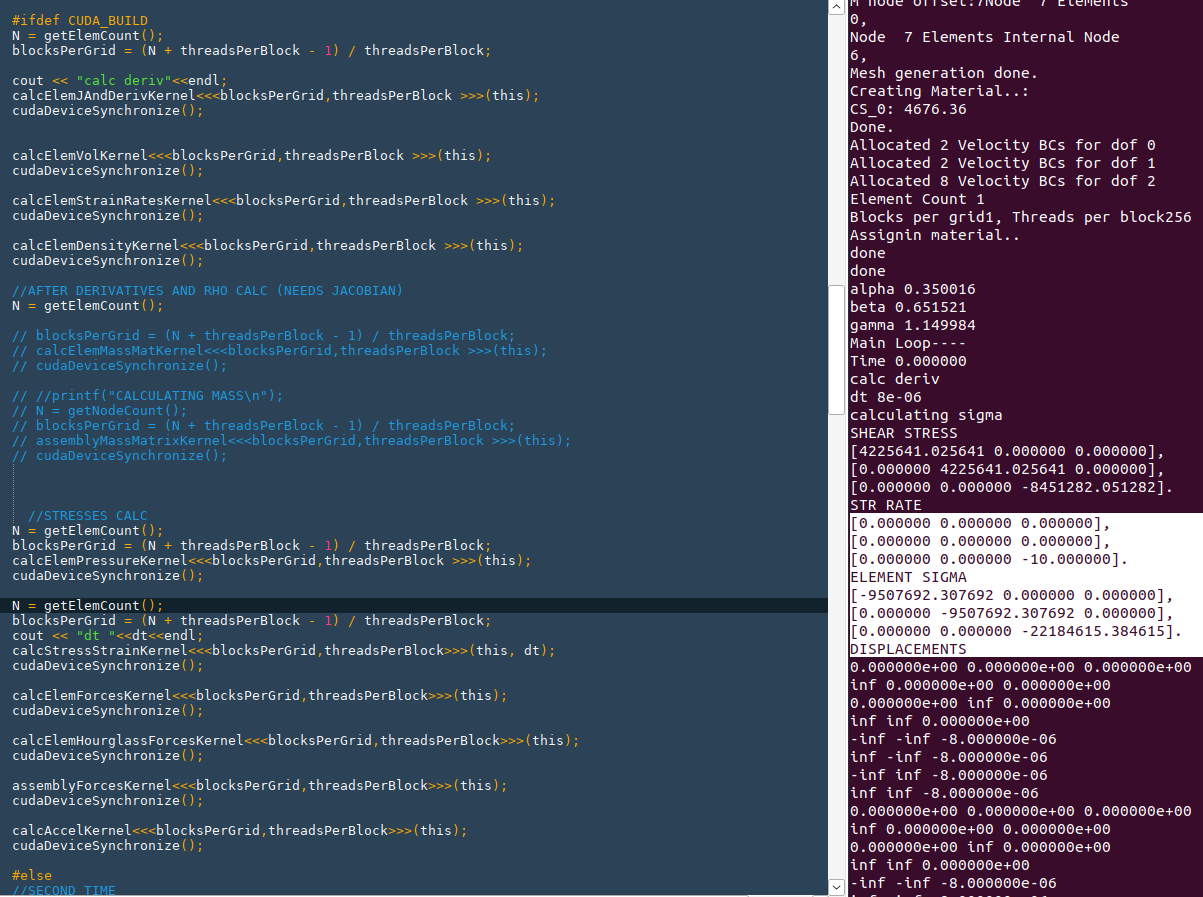 #ifdef CUDA_BUILD
N = getElemCount();
blocksPerGrid = (N + threadsPerBlock - 1) / threadsPerBlock;
cout << "calc deriv"<<endl;
calcElemJAndDerivKernel<<<blocksPerGrid,threadsPerBlock >>>(this);
cudaDeviceSynchronize();
calcElemVolKernel<<<blocksPerGrid,threadsPerBlock >>>(this);
cudaDeviceSynchronize();
calcElemStrainRatesKernel<<<blocksPerGrid,threadsPerBlock >>>(this);
cudaDeviceSynchronize();
calcElemDensityKernel<<<blocksPerGrid,threadsPerBlock >>>(this);
cudaDeviceSynchronize();
//AFTER DERIVATIVES AND RHO CALC (NEEDS JACOBIAN)
N = getElemCount();
// blocksPerGrid = (N + threadsPerBlock - 1) / threadsPerBlock;
// calcElemMassMatKernel<<<blocksPerGrid,threadsPerBlock >>>(this);
// cudaDeviceSynchronize();
// //printf("CALCULATING MASS\n");
// N = getNodeCount();
// blocksPerGrid = (N + threadsPerBlock - 1) / threadsPerBlock;
// assemblyMassMatrixKernel<<<blocksPerGrid,threadsPerBlock >>>(this);
// cudaDeviceSynchronize();
//STRESSES CALC
N = getElemCount();
blocksPerGrid = (N + threadsPerBlock - 1) / threadsPerBlock;
calcElemPressureKernel<<<blocksPerGrid,threadsPerBlock >>>(this);
cudaDeviceSynchronize();
N = getElemCount();
blocksPerGrid = (N + threadsPerBlock - 1) / threadsPerBlock;
cout << "dt "<<dt<<endl;
calcStressStrainKernel<<<blocksPerGrid,threadsPerBlock>>>(this, dt);
cudaDeviceSynchronize();
calcElemForcesKernel<<<blocksPerGrid,threadsPerBlock>>>(this);
cudaDeviceSynchronize();
calcElemHourglassForcesKernel<<<blocksPerGrid,threadsPerBlock>>>(this);
cudaDeviceSynchronize();
assemblyForcesKernel<<<blocksPerGrid,threadsPerBlock>>>(this);
cudaDeviceSynchronize();
calcAccelKernel<<<blocksPerGrid,threadsPerBlock>>>(this);
cudaDeviceSynchronize();
#else
//SECOND TIME
M node offset:7Node  7 Elements
0,
Node  7 Elements Internal Node
6,
Mesh generation done.
Creating Material..:
CS_0: 4676.36
Done.
Allocated 2 Velocity BCs for dof 0
Allocated 2 Velocity BCs for dof 1
Allocated 8 Velocity BCs for dof 2
Element Count 1
Blocks per grid1, Threads per block256
Assignin material..
done
done
alpha 0.350016
beta 0.651521
gamma 1.149984
Main Loop----
Time 0.000000
calc deriv
dt 8e-06
calculating sigma
SHEAR STRESS
[4225641.025641 0.000000 0.000000],
[0.000000 4225641.025641 0.000000],
[0.000000 0.000000 -8451282.051282].
STR RATE
[0.000000 0.000000 0.000000],
[0.000000 0.000000 0.000000],
[0.000000 0.000000 -10.000000].
ELEMENT SIGMA
[-9507692.307692 0.000000 0.000000],
[0.000000 -9507692.307692 0.000000],
[0.000000 0.000000 -22184615.384615].
DISPLACEMENTS
0.000000e+00 0.000000e+00 0.000000e+00
inf 0.000000e+00 0.000000e+00
0.000000e+00 inf 0.000000e+00
inf inf 0.000000e+00
-inf -inf -8.000000e-06
inf -inf -8.000000e-06
-inf inf -8.000000e-06
inf inf -8.000000e-06
0.000000e+00 0.000000e+00 0.000000e+00
inf 0.000000e+00 0.000000e+00
0.000000e+00 inf 0.000000e+00
inf inf 0.000000e+00
-inf -inf -8.000000e-06